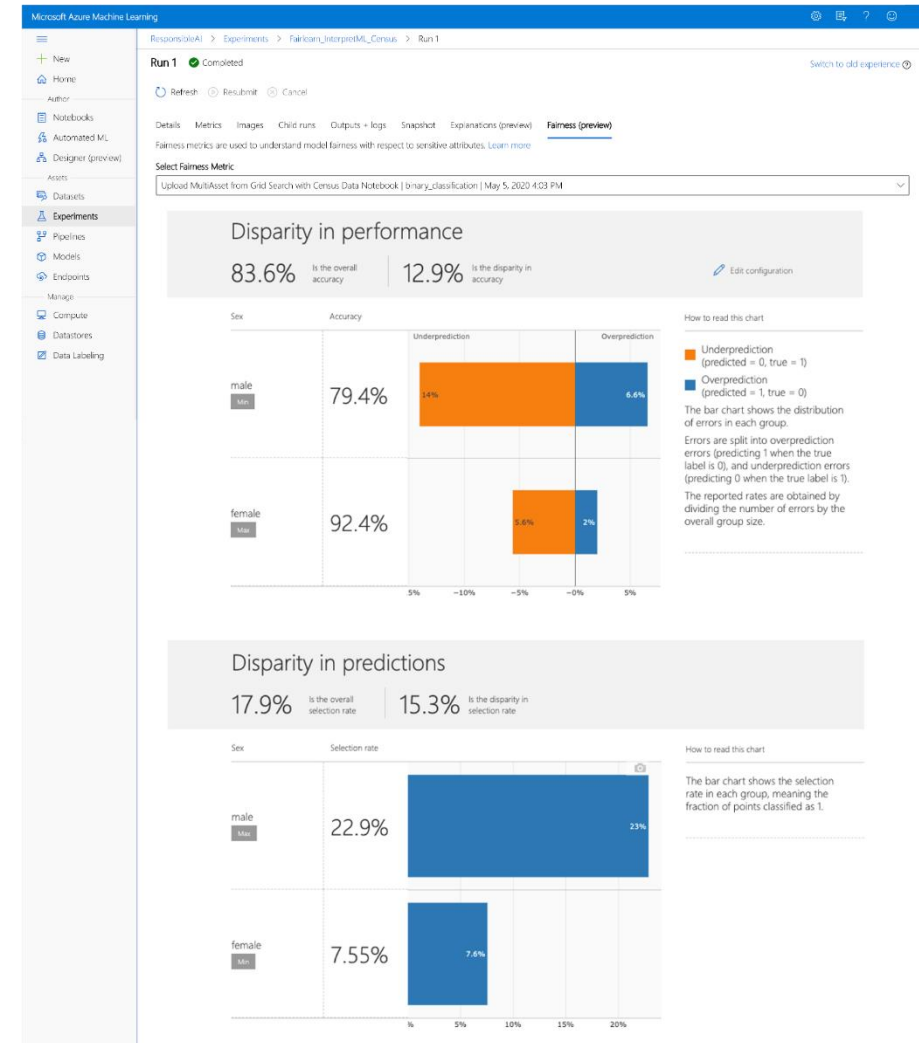 Microsoft Azure Machine Learning
ResponsibleAI > Experiments > Fairlearn_InterpretML_Census > Run 1
New
Home
Author
Notebooks
Automated ML
Designer (preview)
Assets
Datasets
Experiments
Pipelines
Models
Endpoints
Manage
Compute
Datastores
Data Labeling
Run 1 Completed
Switch to old experience
Refresh Resubmit Cancel
Details Metrics Images Child runs Outputs + logs Snapshot Explanations (preview) Fairness (preview)
Fairness metrics are used to understand model fairness with respect to sensitive attributes. Learn more
Select Fairness Metric
Upload MultiAsset from Grid Search with Census Data Notebook | binary_classification | May 5, 2020 4:03 PM
Disparity in performance
83.6% Is the overall accuracy 12.9% Is the disparity in accuracy
Edit configuration
Sex Accuracy
Underprediction Overprediction
male
Min
79.4%
14% 6.6%
female
Max
92.4%
5.6% 2%
5% −10% −5% −0% 5%
How to read this chart
Underprediction
(predicted = 0, true = 1)
Overprediction
(predicted = 1, true = 0)
The bar chart shows the distribution
of errors in each group.
Errors are split into overprediction
errors (predicting 1 when the true
label is 0), and underprediction errors
(predicting 0 when the true label is 1).
The reported rates are obtained by
dividing the number of errors by the
overall group size.
Disparity in predictions
17.9% Is the overall selection rate 15.3% Is the disparity in selection rate
Sex Selection rate
male
Max
22.9%
23%
female
Min
7.55%
7.6%
% 5% 10% 15% 20%
How to read this chart
The bar chart shows the selection
rate in each group, meaning the
fraction of points classified as 1.